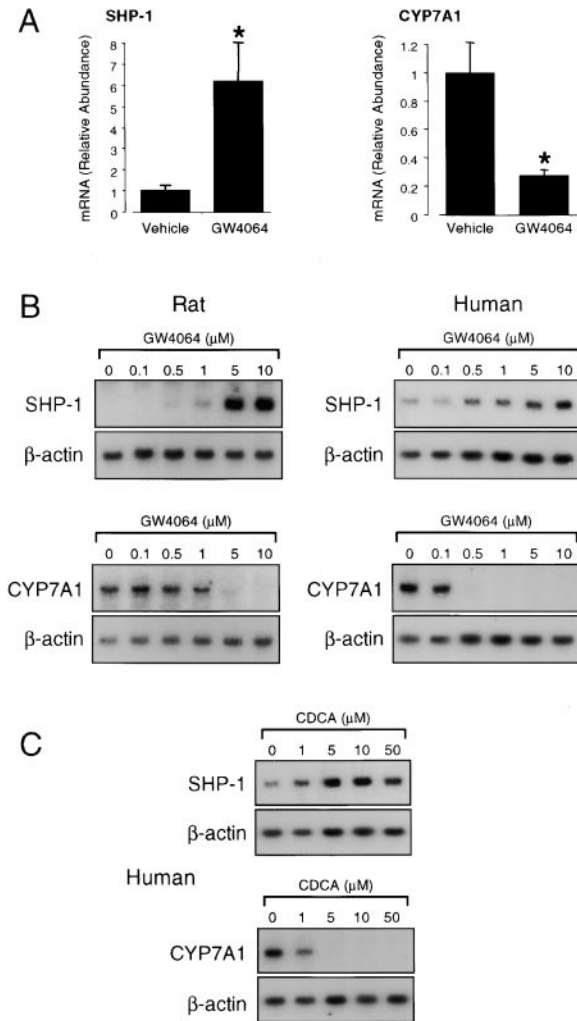 A
SHP-1
CYP7A1
mRNA (Relative Abundance)
8
7
6
5
4
3
2
1
0
*
Vehicle GW4064
mRNA (Relative Abundance)
1.2
1
0.8
0.6
0.4
0.2
0
*
Vehicle GW4064
B
Rat
Human
GW4064 (μM)
0 0.1 0.5 1 5 10
SHP-1
β-actin
GW4064 (μM)
0 0.1 0.5 1 5 10
SHP-1
β-actin
GW4064 (μM)
0 0.1 0.5 1 5 10
CYP7A1
β-actin
GW4064 (μM)
0 0.1 0.5 1 5 10
CYP7A1
β-actin
C
CDCA (μM)
0 1 5 10 50
SHP-1
β-actin
Human
CDCA (μM)
0 1 5 10 50
CYP7A1
β-actin